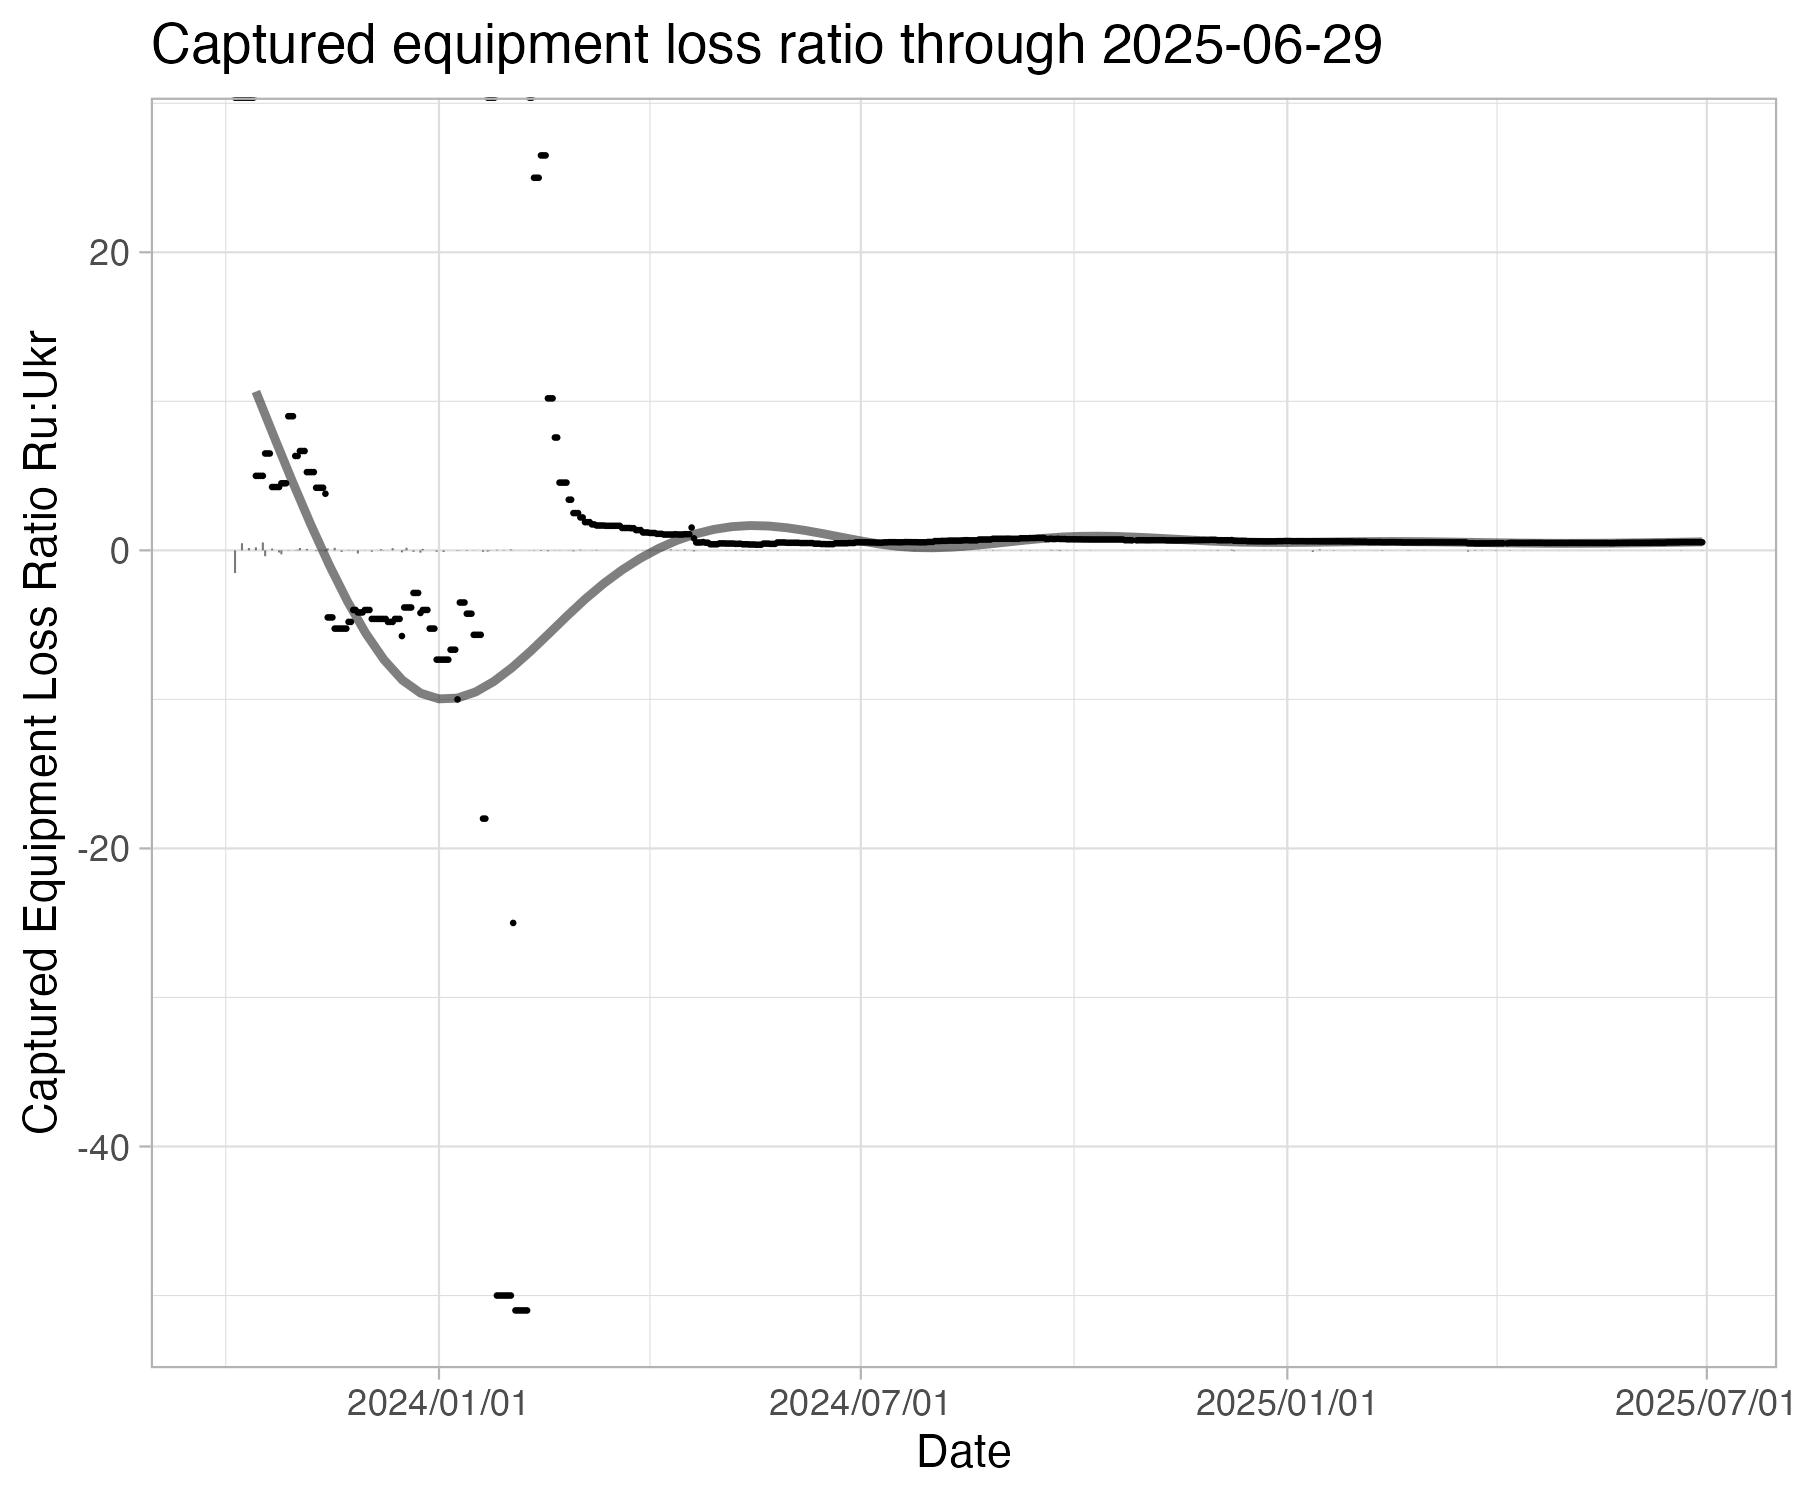 Captured equipment loss ratio through 2025-06-29
Captured Equipment Loss Ratio Ru:Ukr
20
0
-20
-40
2024/01/01
2024/07/01
2025/01/01
2025/07/01
Date